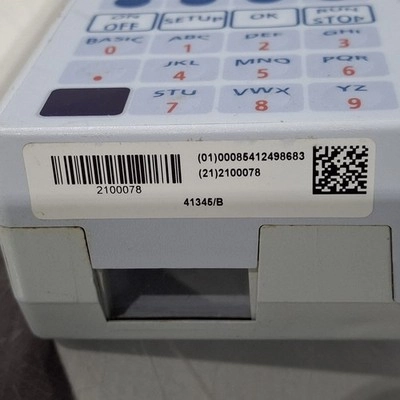 ON OFF SETUP OK RUN STOP
BASIC ABC DEF GHI
0 1 2 3
JKL MNO PQR
. 4 5 6
STU VWX YZ
7 8 9
(01)00085412498683
2100078 (21)2100078
41345/B